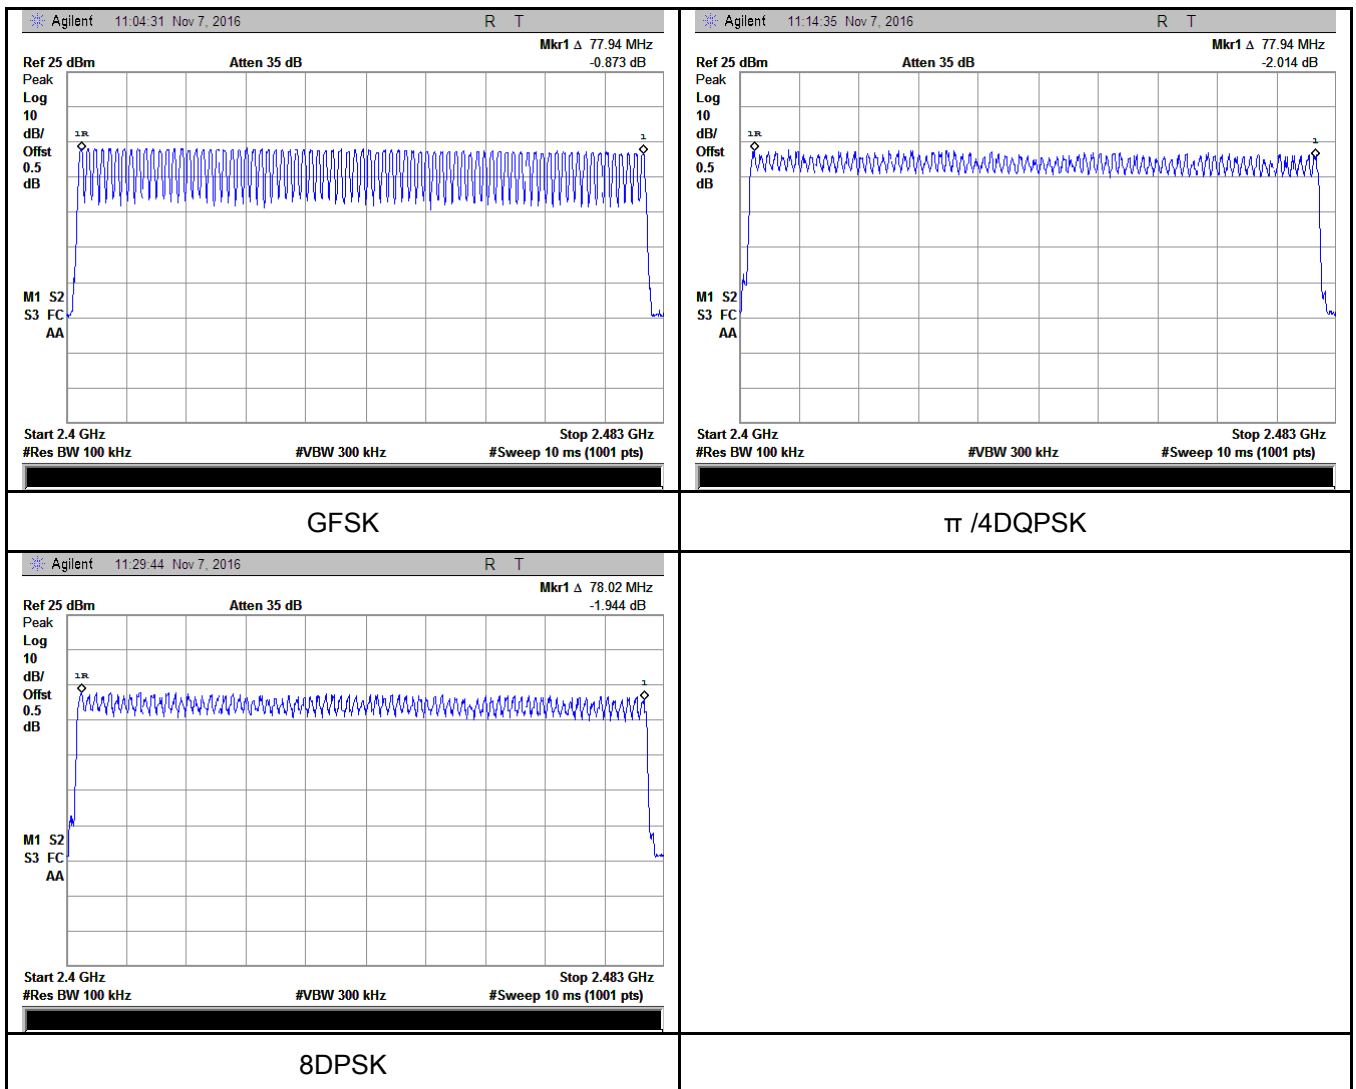 Agilent 11:04:31 Nov 7, 2016 R T
Mkr1 Δ 77.94 MHz
Ref 25 dBm Atten 35 dB -0.873 dB
Peak
Log
10
dB/
Offst
0.5
dB
1R
1
M1 S2
S3 FC
AA
Start 2.4 GHz Stop 2.483 GHz
#Res BW 100 kHz #VBW 300 kHz #Sweep 10 ms (1001 pts)
GFSK
Agilent 11:14:35 Nov 7, 2016 R T
Mkr1 Δ 77.94 MHz
Ref 25 dBm Atten 35 dB -2.014 dB
Peak
Log
10
dB/
Offst
0.5
dB
1R
1
M1 S2
S3 FC
AA
Start 2.4 GHz Stop 2.483 GHz
#Res BW 100 kHz #VBW 300 kHz #Sweep 10 ms (1001 pts)
π /4DQPSK
Agilent 11:29:44 Nov 7, 2016 R T
Mkr1 Δ 78.02 MHz
Ref 25 dBm Atten 35 dB -1.944 dB
Peak
Log
10
dB/
Offst
0.5
dB
1R
1
M1 S2
S3 FC
AA
Start 2.4 GHz Stop 2.483 GHz
#Res BW 100 kHz #VBW 300 kHz #Sweep 10 ms (1001 pts)
8DPSK